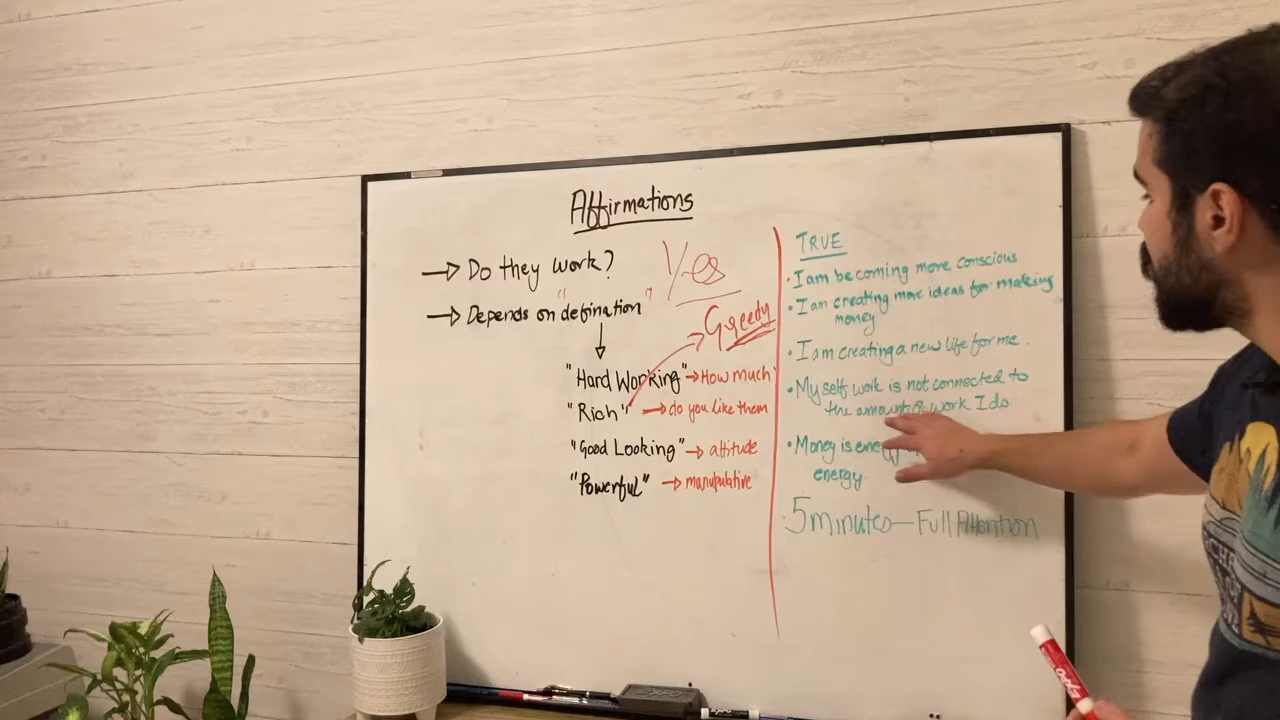 Affirmations
→ Do they work? Yes
→ Depends on "defination"
Greedy
"Hard Working" → How much
"Rich" → do you like them
"Good Looking" → attitude
"Powerful" → manipulative
TRUE
• I am becoming more conscious
• I am creating more ideas for making
money
• I am creating a new life for me.
• My self work is not connected to
the amount of work I do.
• Money is
energy.
5 minutes — Full Attention
expo